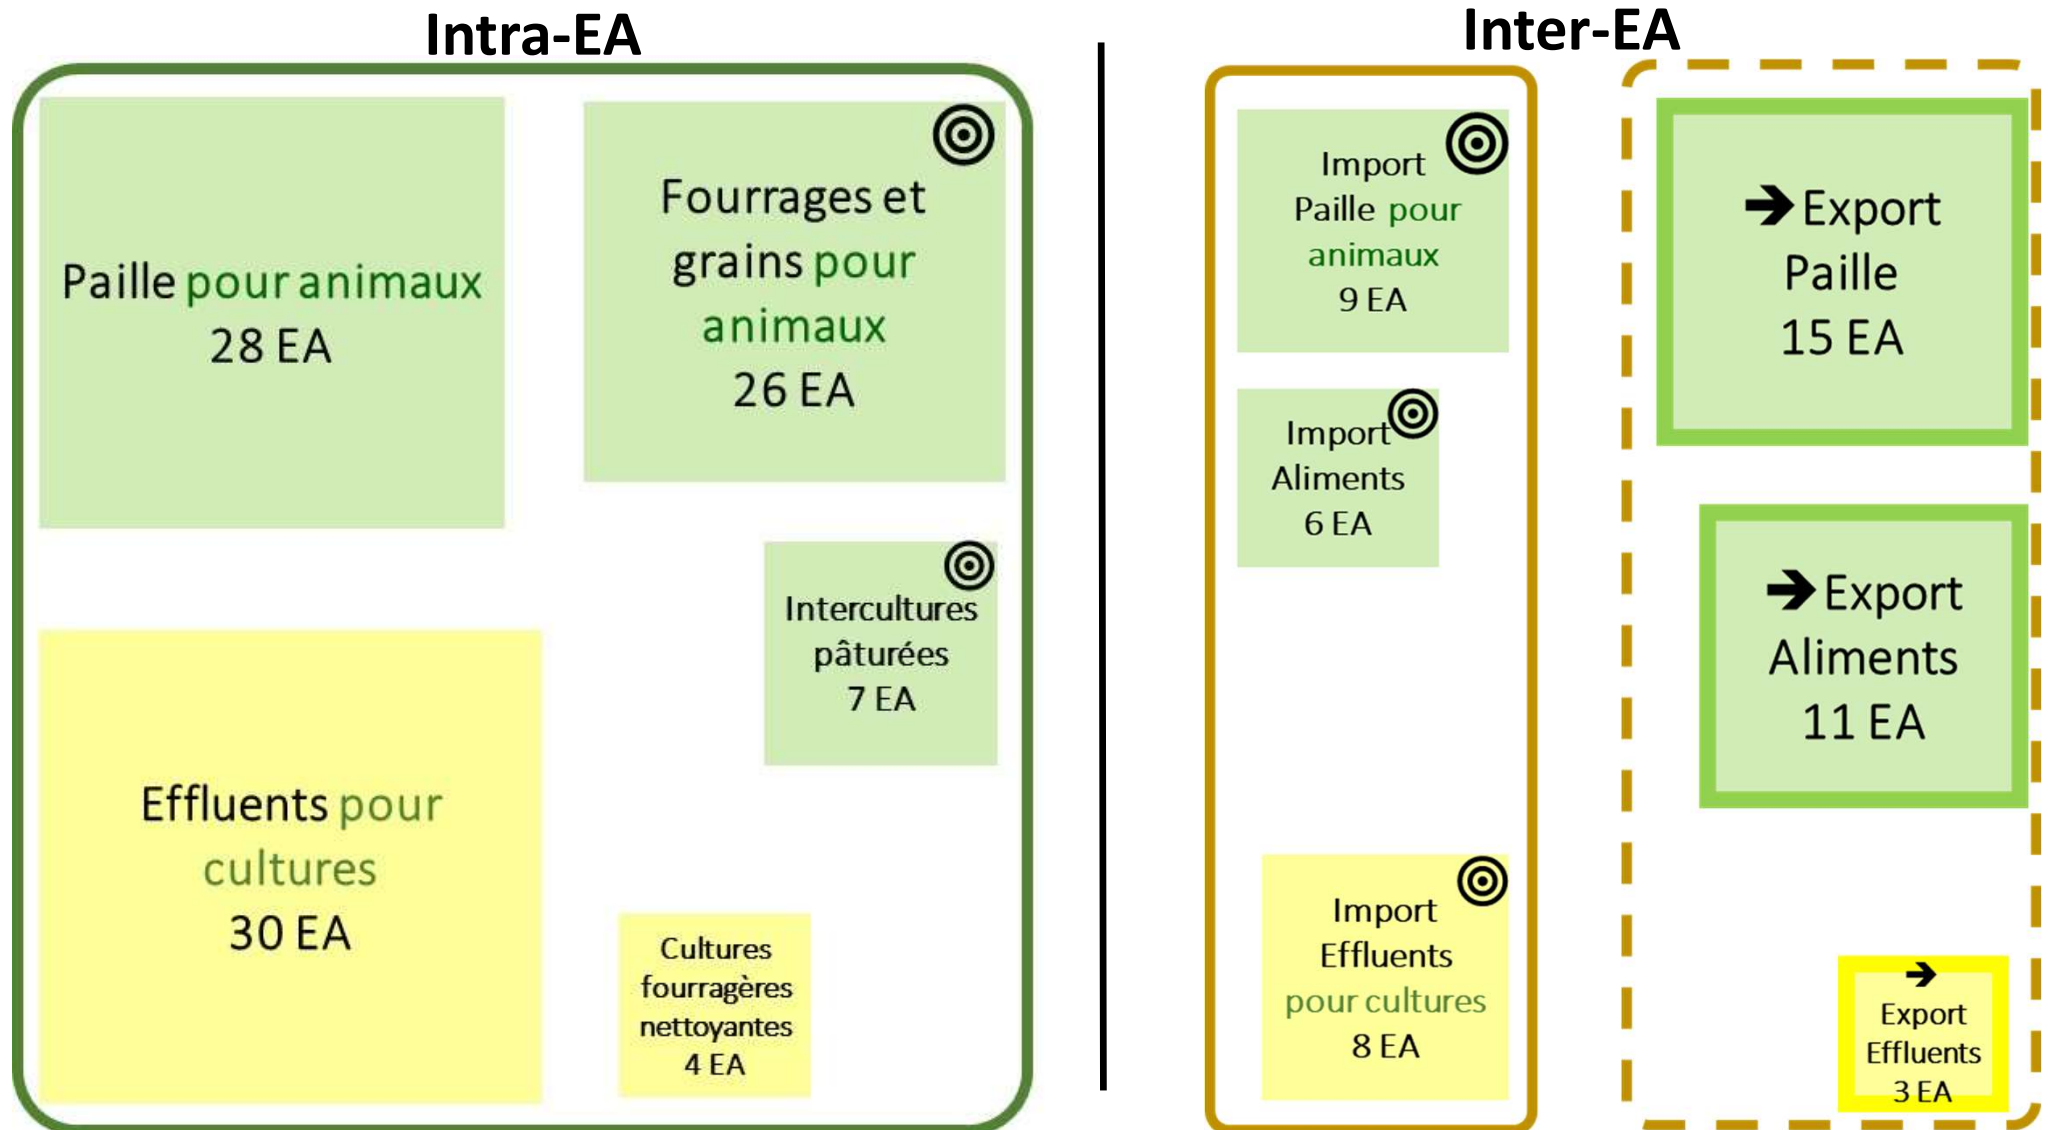 Intra-EA
Paille pour animaux
28 EA
Fourrages et
grains pour
animaux
26 EA
Intercultures
pâturées
7 EA
Effluents pour
cultures
30 EA
Cultures
fourragères
nettoyantes
4 EA
Inter-EA
Import
Paille pour
animaux
9 EA
Import
Aliments
6 EA
Import
Effluents
pour cultures
8 EA
➔ Export
Paille
15 EA
➔ Export
Aliments
11 EA
➔
Export
Effluents
3 EA